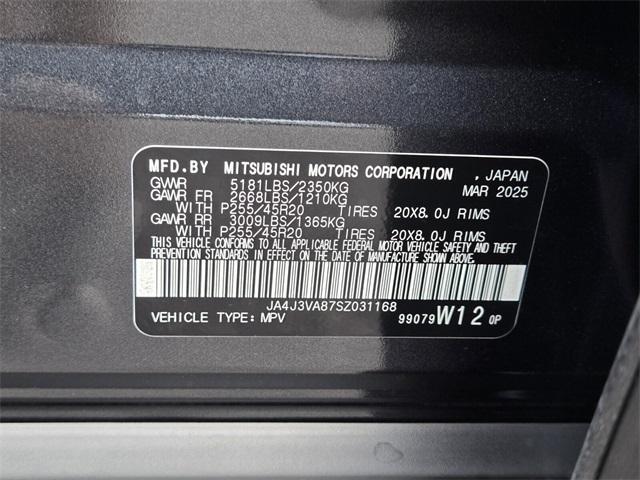 MFD.BY MITSUBISHI MOTORS CORPORATION , JAPAN
GVWR 5181LBS/2350KG MAR 2025
GAWR FR 2668LBS/1210KG
WITH P255/45R20 TIRES 20X8.0J RIMS
GAWR RR 3009LBS/1365KG
WITH P255/45R20 TIRES 20X8.0J RIMS
THIS VEHICLE CONFORMS TO ALL APPLICABLE FEDERAL MOTOR VEHICLE SAFETY AND THEFT
PREVENTION STANDARDS IN EFFECT ON THE DATE OF MANUFACTURE SHOWN ABOVE.
JA4J3VA87SZ031168
VEHICLE TYPE:MPV 99079W120P